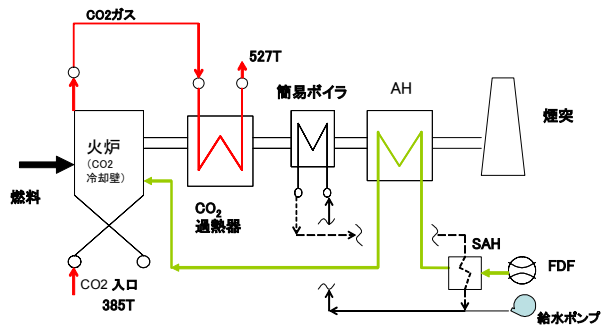 CO2ガス
527T
簡易ボイラ
AH
煙突
火炉
(CO2
冷却壁)
燃料
CO2
過熱器
SAH
FDF
CO2 入口
385T
給水ポンプ